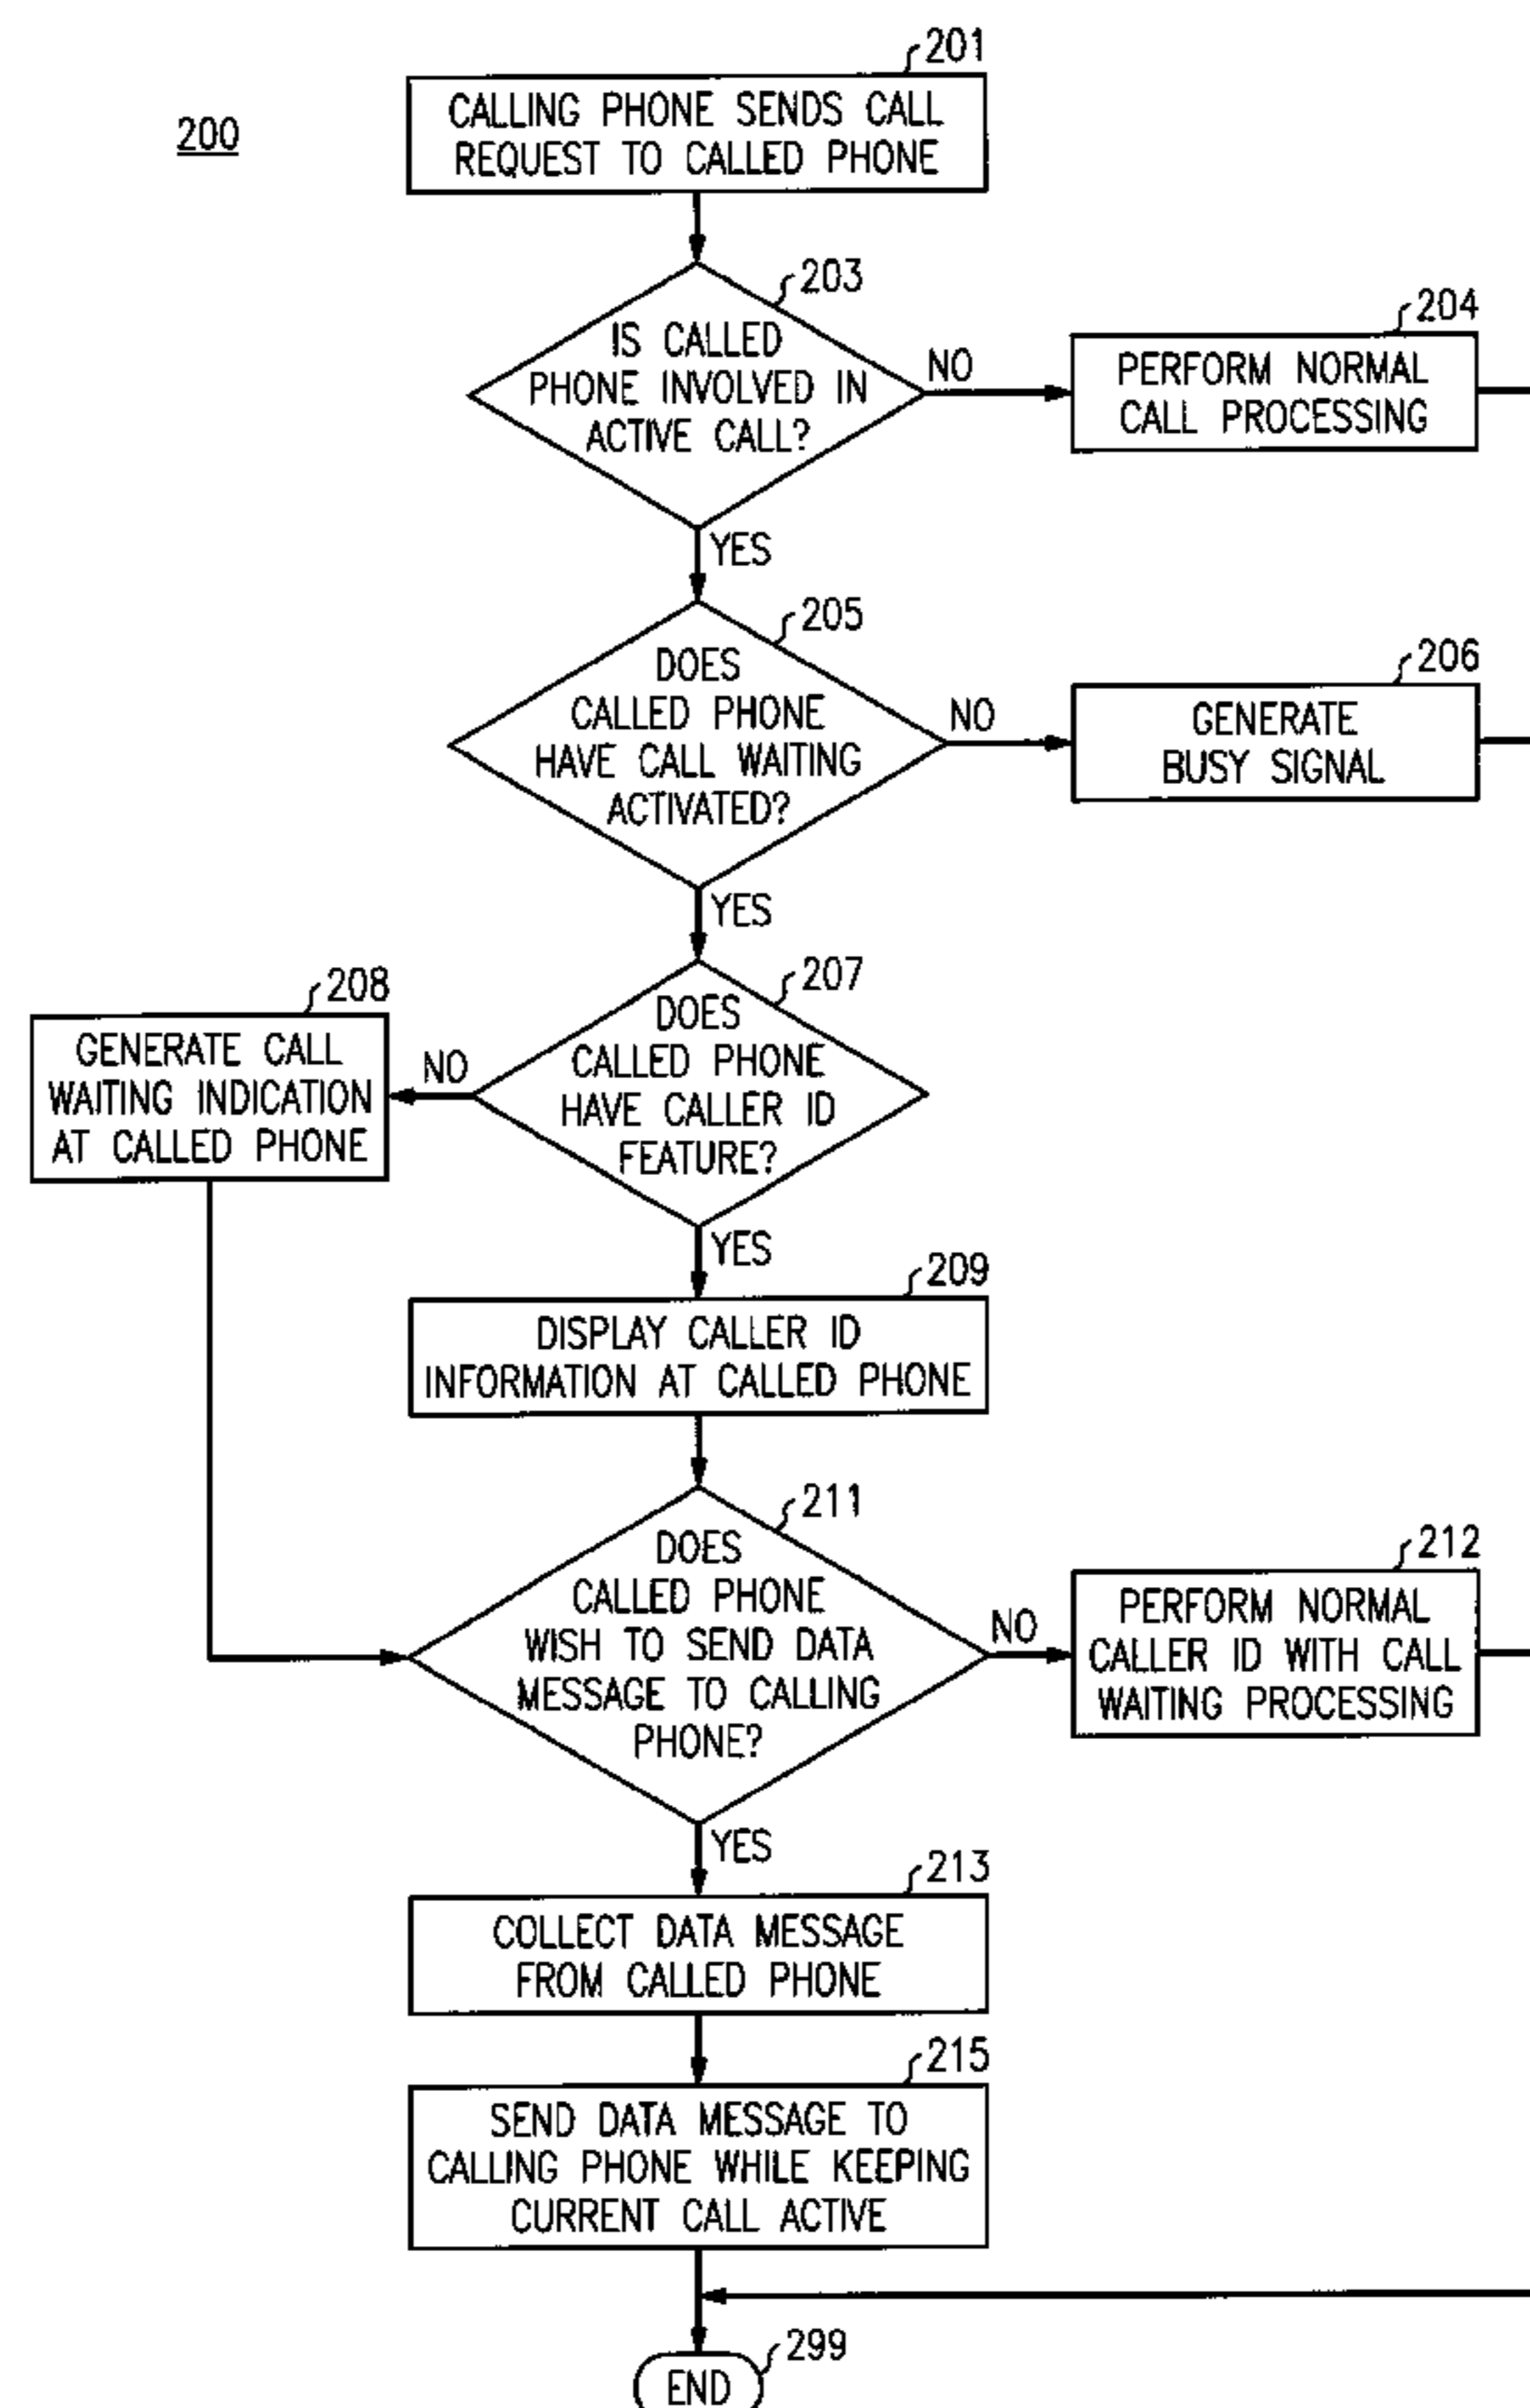 200
201
CALLING PHONE SENDS CALL
REQUEST TO CALLED PHONE
203
IS CALLED
PHONE INVOLVED IN
ACTIVE CALL?
NO
204
PERFORM NORMAL
CALL PROCESSING
YES
205
DOES
CALLED PHONE
HAVE CALL WAITING
ACTIVATED?
NO
206
GENERATE
BUSY SIGNAL
YES
207
DOES
CALLED PHONE
HAVE CALLER ID
FEATURE?
NO
208
GENERATE CALL
WAITING INDICATION
AT CALLED PHONE
YES
209
DISPLAY CALLER ID
INFORMATION AT CALLED PHONE
211
DOES
CALLED PHONE
WISH TO SEND DATA
MESSAGE TO CALLING
PHONE?
NO
212
PERFORM NORMAL
CALLER ID WITH CALL
WAITING PROCESSING
YES
213
COLLECT DATA MESSAGE
FROM CALLED PHONE
215
SEND DATA MESSAGE TO
CALLING PHONE WHILE KEEPING
CURRENT CALL ACTIVE
299
END